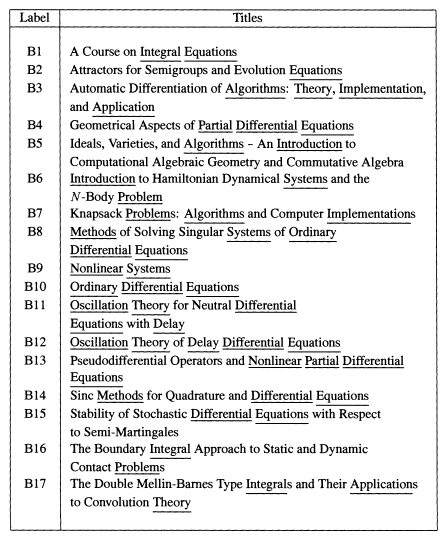 Label Titles
B1 A Course on Integral Equations
B2 Attractors for Semigroups and Evolution Equations
B3 Automatic Differentiation of Algorithms: Theory, Implementation,
and Application
B4 Geometrical Aspects of Partial Differential Equations
B5 Ideals, Varieties, and Algorithms – An Introduction to
Computational Algebraic Geometry and Commutative Algebra
B6 Introduction to Hamiltonian Dynamical Systems and the
N-Body Problem
B7 Knapsack Problems: Algorithms and Computer Implementations
B8 Methods of Solving Singular Systems of Ordinary
Differential Equations
B9 Nonlinear Systems
B10 Ordinary Differential Equations
B11 Oscillation Theory for Neutral Differential
Equations with Delay
B12 Oscillation Theory of Delay Differential Equations
B13 Pseudodifferential Operators and Nonlinear Partial Differential
Equations
B14 Sinc Methods for Quadrature and Differential Equations
B15 Stability of Stochastic Differential Equations with Respect
to Semi-Martingales
B16 The Boundary Integral Approach to Static and Dynamic
Contact Problems
B17 The Double Mellin-Barnes Type Integrals and Their Applications
to Convolution Theory